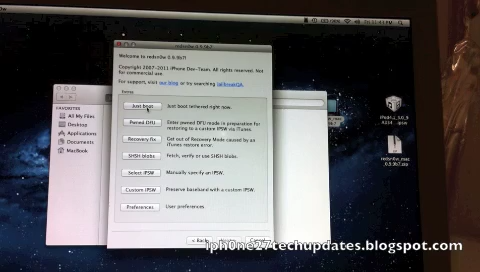 redsn0w 0.9.9b7
Welcome to redsn0w 0.9.9b7!
Copyright 2007-2011 iPhone Dev-Team. All rights reserved. Not for commercial use.
For support, visit our blog or try searching JailbreakQA.
Extras
Just boot
Just boot tethered right now.
Pwned DFU
Enter pwned DFU mode in preparation for restoring to a custom IPSW via iTunes.
Recovery fix
Get out of Recovery Mode caused by an iTunes restore error.
SHSH blobs
Fetch, verify or use SHSH blobs.
Select IPSW
Manually specify an IPSW.
Custom IPSW
Preserve baseband with custom IPSW.
Preferences
User preferences.
< Back
FAVORITES
All My Files
Desktop
Applications
Documents
MacBook
redsn0w_mac
_0.9.9b7.zip
iph0ne27techupdates.blogspot.com